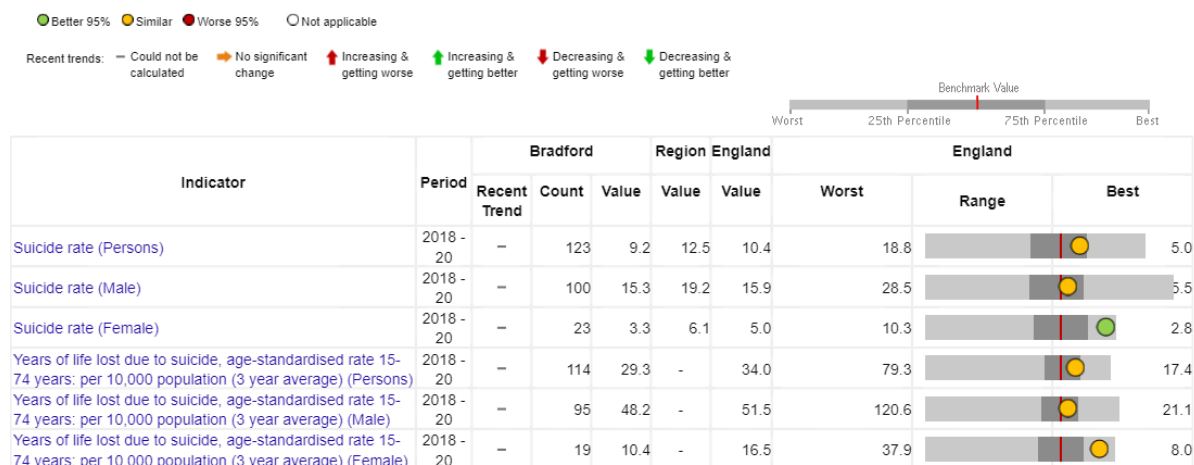 Better 95% Similar Worse 95% Not applicable
Recent trends: – Could not be calculated No significant change Increasing & getting worse Increasing & getting better Decreasing & getting worse Decreasing & getting better
Benchmark Value
Worst 25th Percentile 75th Percentile Best
Indicator Period Bradford Region England England
Recent Trend Count Value Value Value Worst Range Best
Suicide rate (Persons) 2018 - 20 – 123 9.2 12.5 10.4 18.8 5.0
Suicide rate (Male) 2018 - 20 – 100 15.3 19.2 15.9 28.5 5.5
Suicide rate (Female) 2018 - 20 – 23 3.3 6.1 5.0 10.3 2.8
Years of life lost due to suicide, age-standardised rate 15-
74 years: per 10,000 population (3 year average) (Persons) 2018 - 20 – 114 29.3 - 34.0 79.3 17.4
Years of life lost due to suicide, age-standardised rate 15-
74 years: per 10,000 population (3 year average) (Male) 2018 - 20 – 95 48.2 - 51.5 120.6 21.1
Years of life lost due to suicide, age-standardised rate 15-
74 years: per 10,000 population (3 year average) (Female) 2018 - 20 – 19 10.4 - 16.5 37.9 8.0